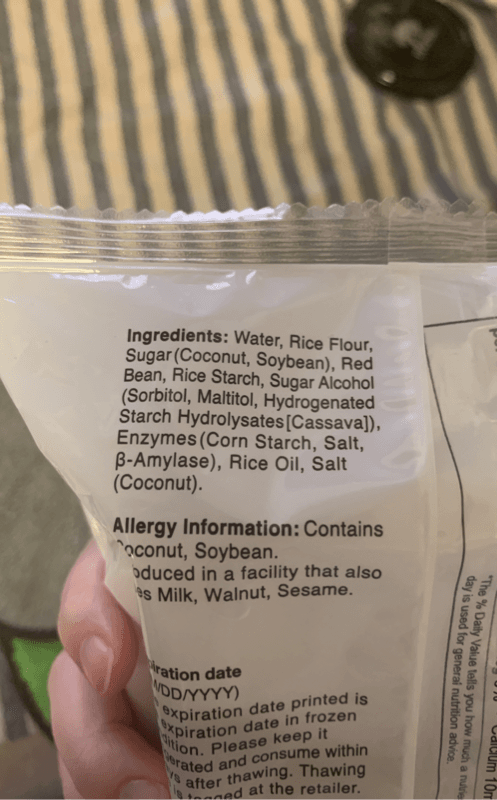 Ingredients: Water, Rice Flour,
Sugar(Coconut, Soybean), Red
Bean, Rice Starch, Sugar Alcohol
(Sorbitol, Maltitol, Hydrogenated
Starch Hydrolysates[Cassava]),
Enzymes(Corn Starch, Salt,
β-Amylase), Rice Oil, Salt
(Coconut).
Allergy Information: Contains
oconut, Soybean.
oduced in a facility that also
es Milk, Walnut, Sesame.
iration date
/DD/YYYY)
expiration date printed is
expiration date in frozen
ition. Please keep it
erated and consume within
after thawing. Thawing
at the retailer.
*The % Daily Value tells you how much a
day is used for general nutrition advice.
Calcium